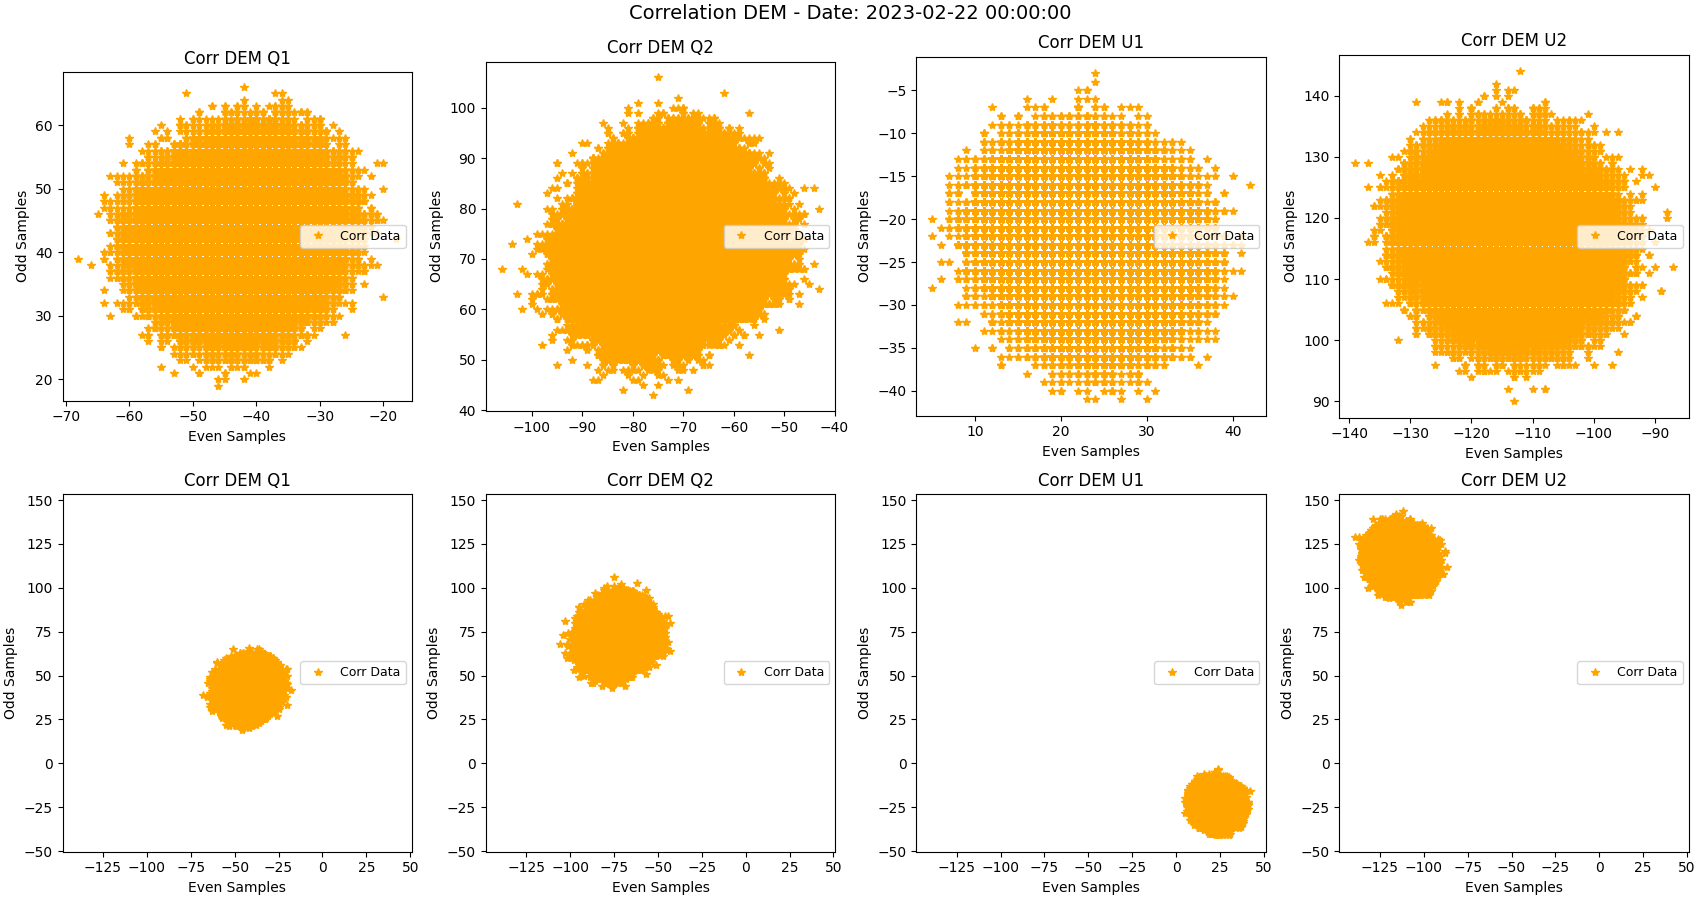 Correlation DEM - Date: 2023-02-22 00:00:00
Corr DEM Q1
Odd Samples
60
50
40
30
20
−70 −60 −50 −40 −30 −20
Even Samples
Corr Data
Corr DEM Q2
Odd Samples
100
90
80
70
60
50
40
−100 −90 −80 −70 −60 −50 −40
Even Samples
Corr Data
Corr DEM U1
Odd Samples
−5
−10
−15
−20
−25
−30
−35
−40
10 20 30 40
Even Samples
Corr Data
Corr DEM U2
Odd Samples
140
130
120
110
100
90
−140 −130 −120 −110 −100 −90
Even Samples
Corr Data
Corr DEM Q1
Odd Samples
150
125
100
75
50
25
0
−25
−50
−125 −100 −75 −50 −25 0 25 50
Even Samples
Corr Data
Corr DEM Q2
Odd Samples
150
125
100
75
50
25
0
−25
−50
−125 −100 −75 −50 −25 0 25 50
Even Samples
Corr Data
Corr DEM U1
Odd Samples
150
125
100
75
50
25
0
−25
−50
−125 −100 −75 −50 −25 0 25 50
Even Samples
Corr Data
Corr DEM U2
Odd Samples
150
125
100
75
50
25
0
−25
−50
−125 −100 −75 −50 −25 0 25 50
Even Samples
Corr Data